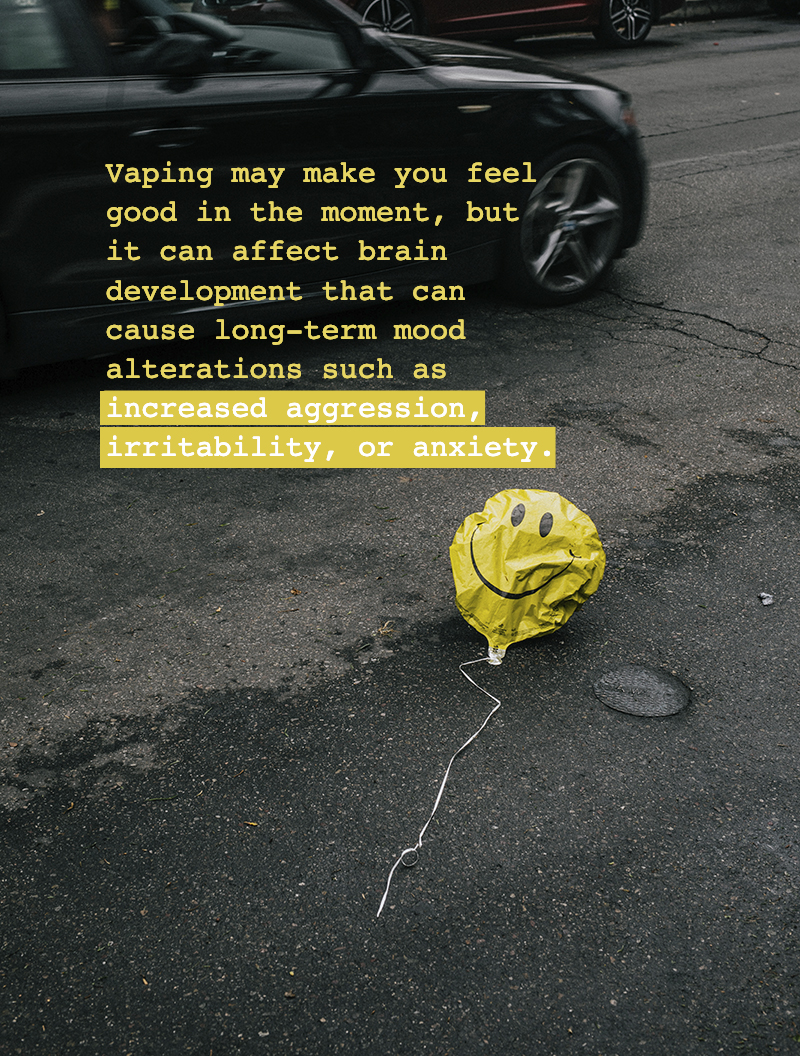 Vaping may make you feel
good in the moment, but
it can affect brain
development that can
cause long-term mood
alterations such as
increased aggression,
irritability, or anxiety.